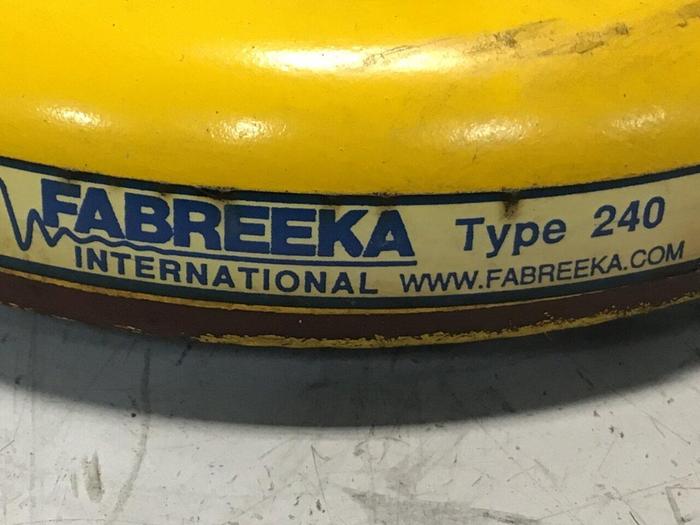 FABREEKA Type 240
INTERNATIONAL WWW.FABREEKA.COM